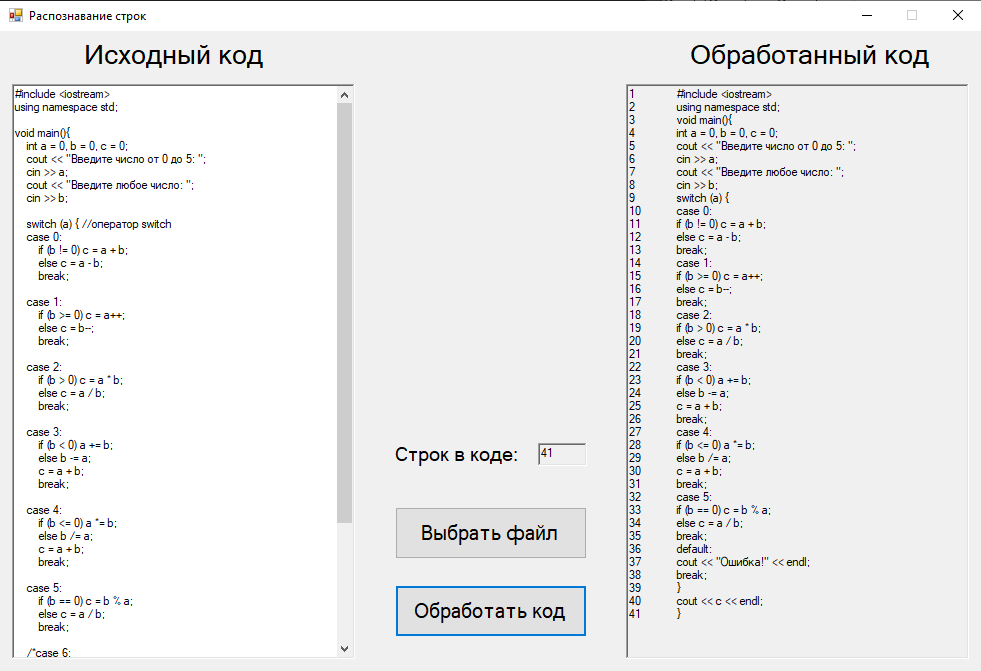 Распознавание строк
Исходный код
#include <iostream>
using namespace std;
void main(){
int a = 0, b = 0, c = 0;
cout << "Введите число от 0 до 5: ";
cin >> a;
cout << "Введите любое число: ";
cin >> b;
switch (a) { //оператор switch
case 0:
if (b != 0) c = a + b;
else c = a - b;
break;
case 1:
if (b >= 0) c = a++;
else c = b--;
break;
case 2:
if (b > 0) c = a * b;
else c = a / b;
break;
case 3:
if (b < 0) a += b;
else b -= a;
c = a + b;
break;
case 4:
if (b <= 0) a *= b;
else b /= a;
c = a + b;
break;
case 5:
if (b == 0) c = b % a;
else c = a / b;
break;
/*case 6:
Строк в коде: 41
Выбрать файл
Обработать код
Обработанный код
1 #include <iostream>
2 using namespace std;
3 void main(){
4 int a = 0, b = 0, c = 0;
5 cout << "Введите число от 0 до 5: ";
6 cin >> a;
7 cout << "Введите любое число: ";
8 cin >> b;
9 switch (a) {
10 case 0:
11 if (b != 0) c = a + b;
12 else c = a - b;
13 break;
14 case 1:
15 if (b >= 0) c = a++;
16 else c = b--;
17 break;
18 case 2:
19 if (b > 0) c = a * b;
20 else c = a / b;
21 break;
22 case 3:
23 if (b < 0) a += b;
24 else b -= a;
25 c = a + b;
26 break;
27 case 4:
28 if (b <= 0) a *= b;
29 else b /= a;
30 c = a + b;
31 break;
32 case 5:
33 if (b == 0) c = b % a;
34 else c = a / b;
35 break;
36 default:
37 cout << "Ошибка!" << endl;
38 break;
39 }
40 cout << c << endl;
41 }